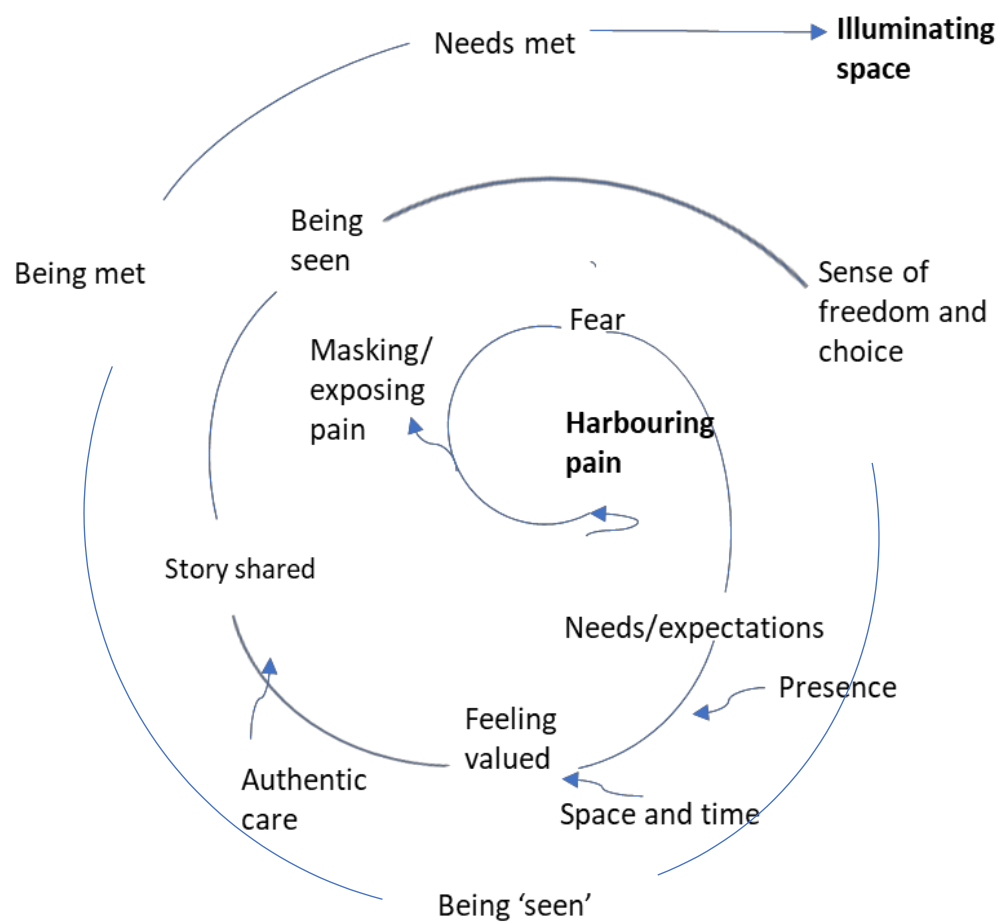 Needs met
Illuminating
space
Being
seen
Being met
Sense of
freedom and
choice
Fear
Masking/
exposing
pain
Harbouring
pain
Story shared
Needs/expectations
Presence
Feeling
valued
Authentic
care
Space and time
Being ‘seen’